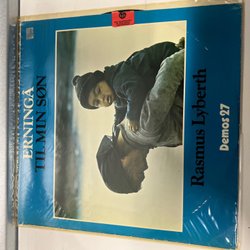 ERNINGA
TIL MIN SØN
Rasmus Lyberth
Demos 27